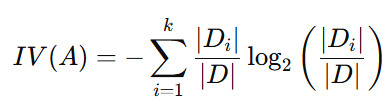 IV(A) = -\sum_{i=1}^{k} \frac{|D_i|}{|D|} \log_2 \left( \frac{|D_i|}{|D|} \right)